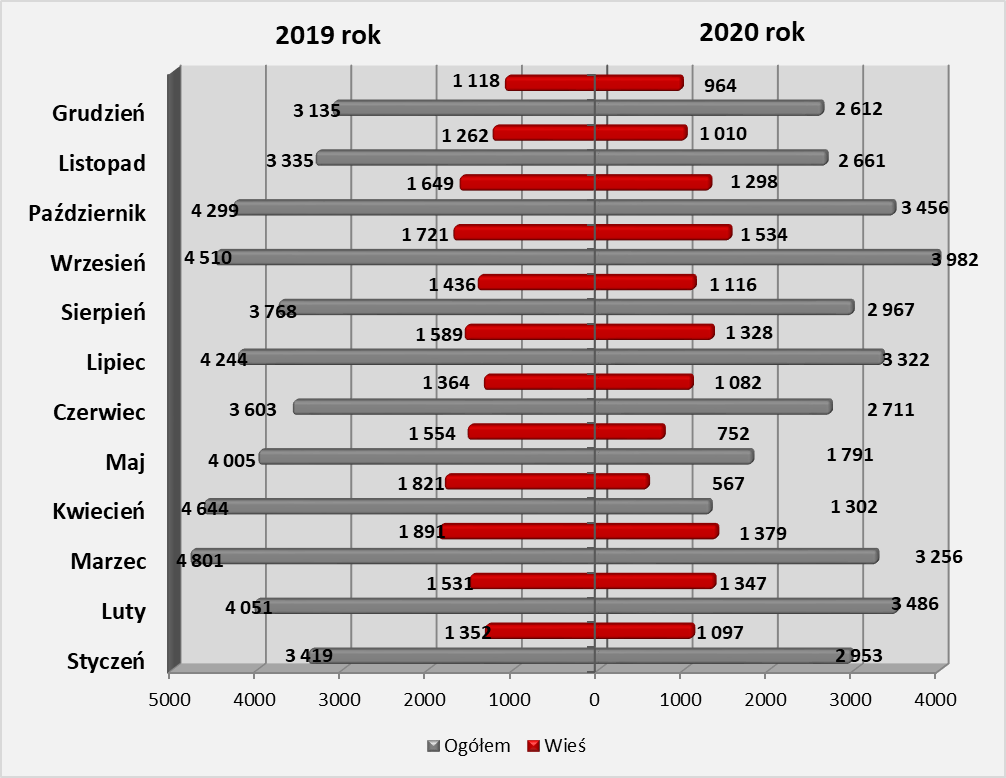 2019 rok 2020 rok
1 118 964
Grudzień 3 135 2 612
1 262 1 010
Listopad 3 335 2 661
1 649 1 298
Październik 4 299 3 456
1 721 1 534
Wrzesień 4 510 3 982
1 436 1 116
Sierpień 3 768 2 967
1 589 1 328
Lipiec 4 244 3 322
1 364 1 082
Czerwiec 3 603 2 711
1 554 752
Maj 4 005 1 791
1 821 567
Kwiecień 4 644 1 302
1 891 1 379
Marzec 4 801 3 256
1 531 1 347
Luty 4 051 3 486
1 352 1 097
Styczeń 3 419 2 953
5000 4000 3000 2000 1000 0 1000 2000 3000 4000
Ogółem Wieś